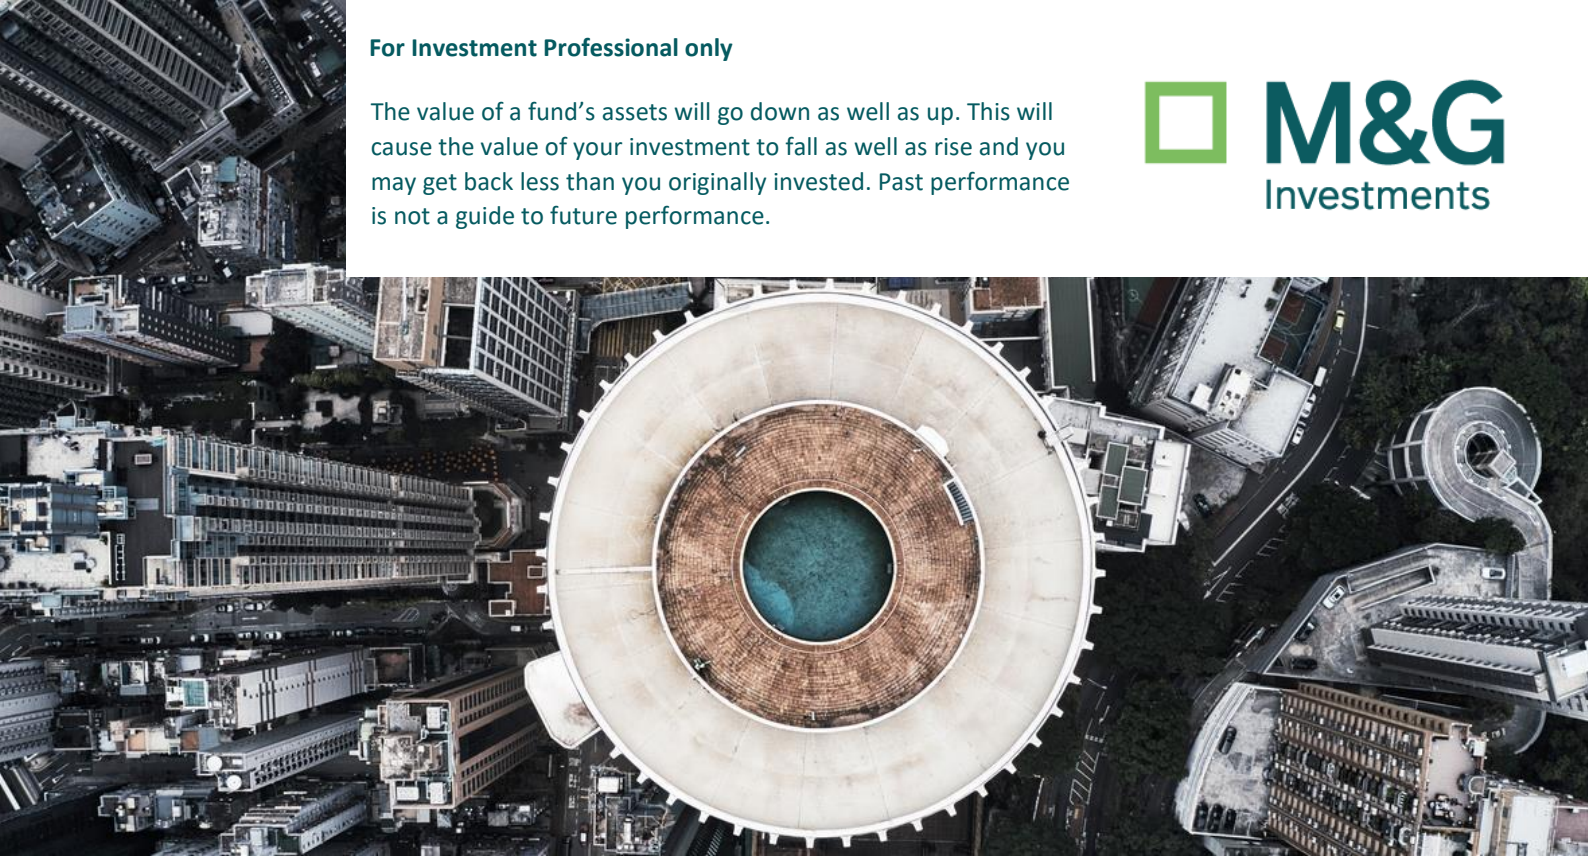 For Investment Professional only
The value of a fund’s assets will go down as well as up. This will
cause the value of your investment to fall as well as rise and you
may get back less than you originally invested. Past performance
is not a guide to future performance.
M&G
Investments